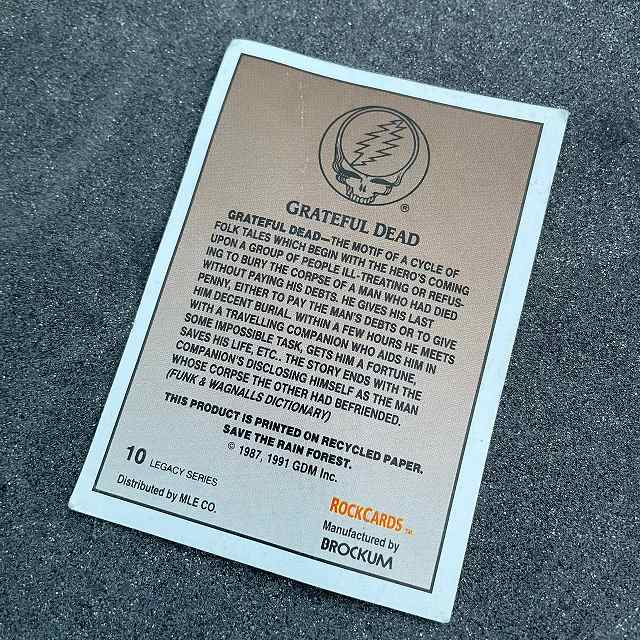 ®
GRATEFUL DEAD
GRATEFUL DEAD—THE MOTIF OF A CYCLE OF
FOLK TALES WHICH BEGIN WITH THE HERO'S COMING
UPON A GROUP OF PEOPLE ILL-TREATING OR REFUS-
ING TO BURY THE CORPSE OF A MAN WHO HAD DIED
WITHOUT PAYING HIS DEBTS. HE GIVES HIS LAST
PENNY, EITHER TO PAY THE MAN'S DEBTS OR TO GIVE
HIM DECENT BURIAL. WITHIN A FEW HOURS HE MEETS
WITH A TRAVELLING COMPANION WHO AIDS HIM IN
SOME IMPOSSIBLE TASK, GETS HIM A FORTUNE,
SAVES HIS LIFE, ETC.. THE STORY ENDS WITH THE
COMPANION'S DISCLOSING HIMSELF AS THE MAN
WHOSE CORPSE THE OTHER HAD BEFRIENDED.
(FUNK & WAGMALLS DICTIONARY)
THIS PRODUCT IS PRINTED ON RECYCLED PAPER.
SAVE THE RAIN FOREST.
© 1987, 1991 GDM Inc.
10 LEGACY SERIES
Distributed by MLE CO.
ROCKCARDS™
Manufactured by
BROCKUM